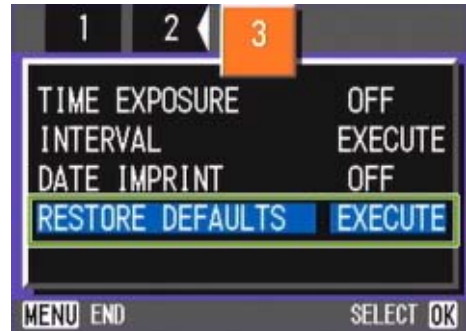 1 2 3
TIME EXPOSURE OFF
INTERVAL EXECUTE
DATE IMPRINT OFF
RESTORE DEFAULTS EXECUTE
MENU END SELECT OK